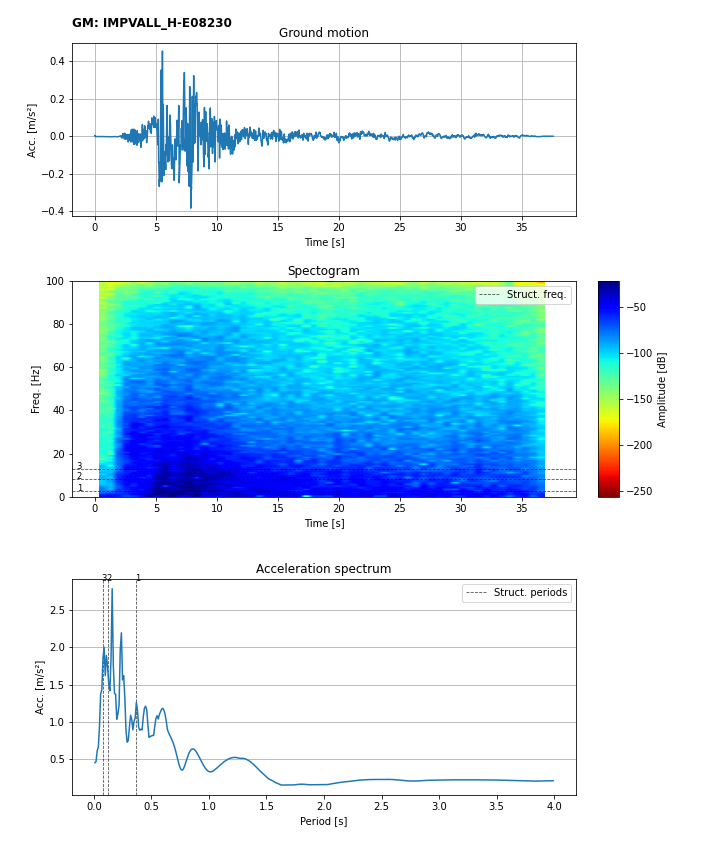 GM: IMPVALL_H-E08230
Ground motion
Acc. [m/s²]
0.4
0.2
0.0
−0.2
−0.4
0 5 10 15 20 25 30 35
Time [s]
Spectogram
Freq. [Hz]
100
80
60
40
20
0
Struct. freq.
3
2
1
0 5 10 15 20 25 30 35
Time [s]
−50
−100
−150
−200
−250
Amplitude [dB]
Acceleration spectrum
32 1
Struct. periods
Acc. [m/s²]
2.5
2.0
1.5
1.0
0.5
0.0 0.5 1.0 1.5 2.0 2.5 3.0 3.5 4.0
Period [s]